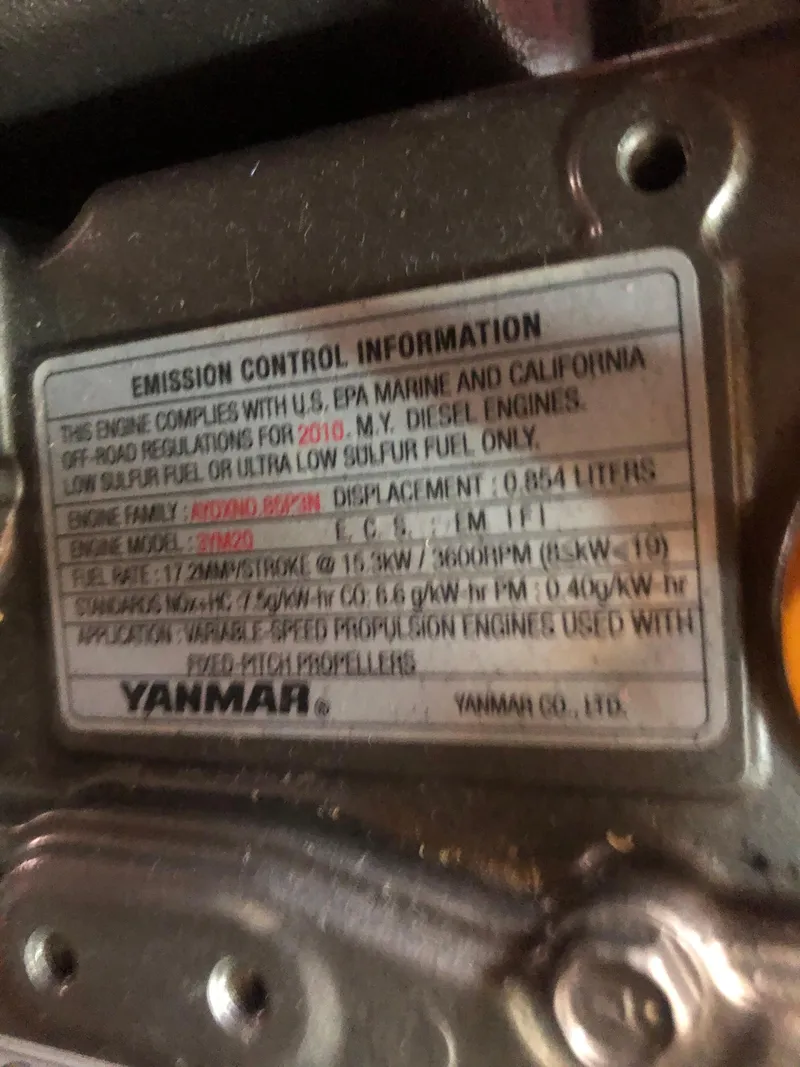 EMISSION CONTROL INFORMATION
THIS ENGINE COMPLIES WITH U.S. EPA MARINE AND CALIFORNIA
OFF-ROAD REGULATIONS FOR 2010. M.Y. DIESEL ENGINES.
LOW SULFUR FUEL OR ULTRA LOW SULFUR FUEL ONLY.
ENGINE FAMILY : AYDXN0.85P3N DISPLACEMENT : 0.854 LITERS
ENGINE MODEL : 3YM20 E. C. S. : EM IFI
FUEL RATE : 17.2MM³/STROKE @ 15.3kW / 3600RPM (8≤kW<19)
STANDARDS NOx+HC :7.5g/kW-hr CO: 6.6 g/kW-hr PM : 0.40g/kW-hr
APPLICATION : VARIABLE-SPEED PROPULSION ENGINES USED WITH
FIXED-PITCH PROPELLERS
YANMAR® YANMAR CO., LTD.